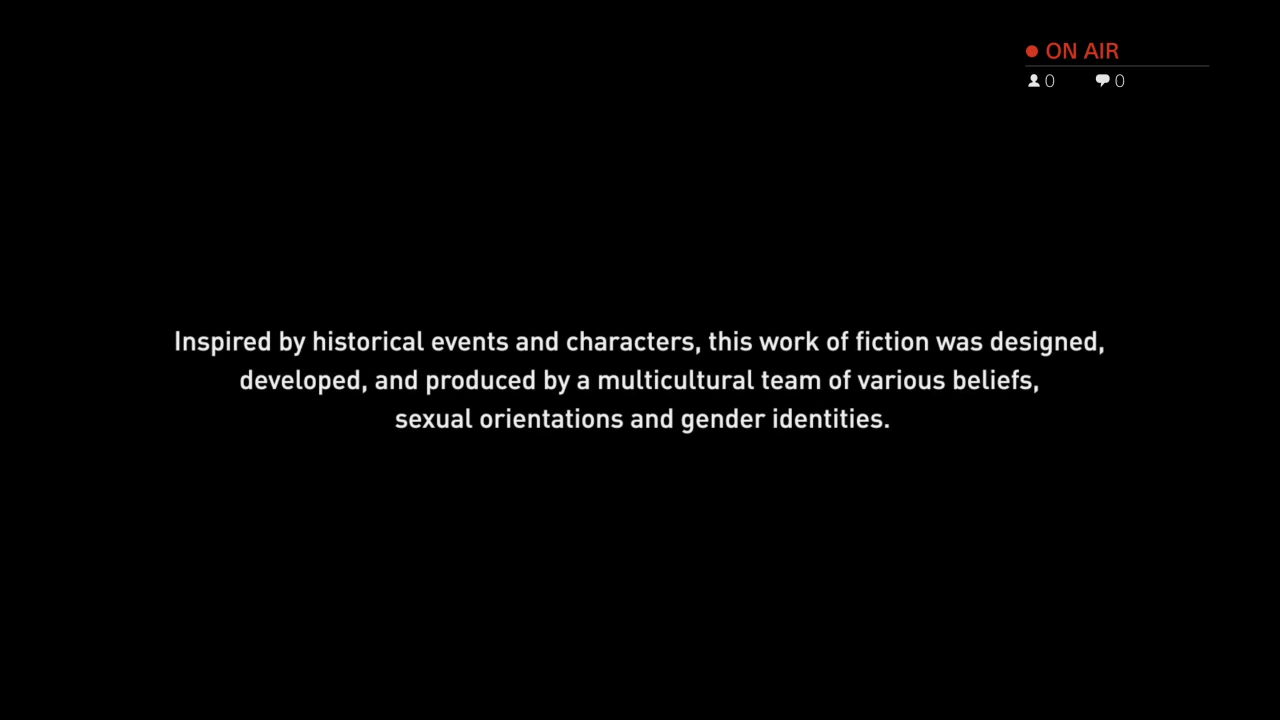 ON AIR
0 0
Inspired by historical events and characters, this work of fiction was designed,
developed, and produced by a multicultural team of various beliefs,
sexual orientations and gender identities.